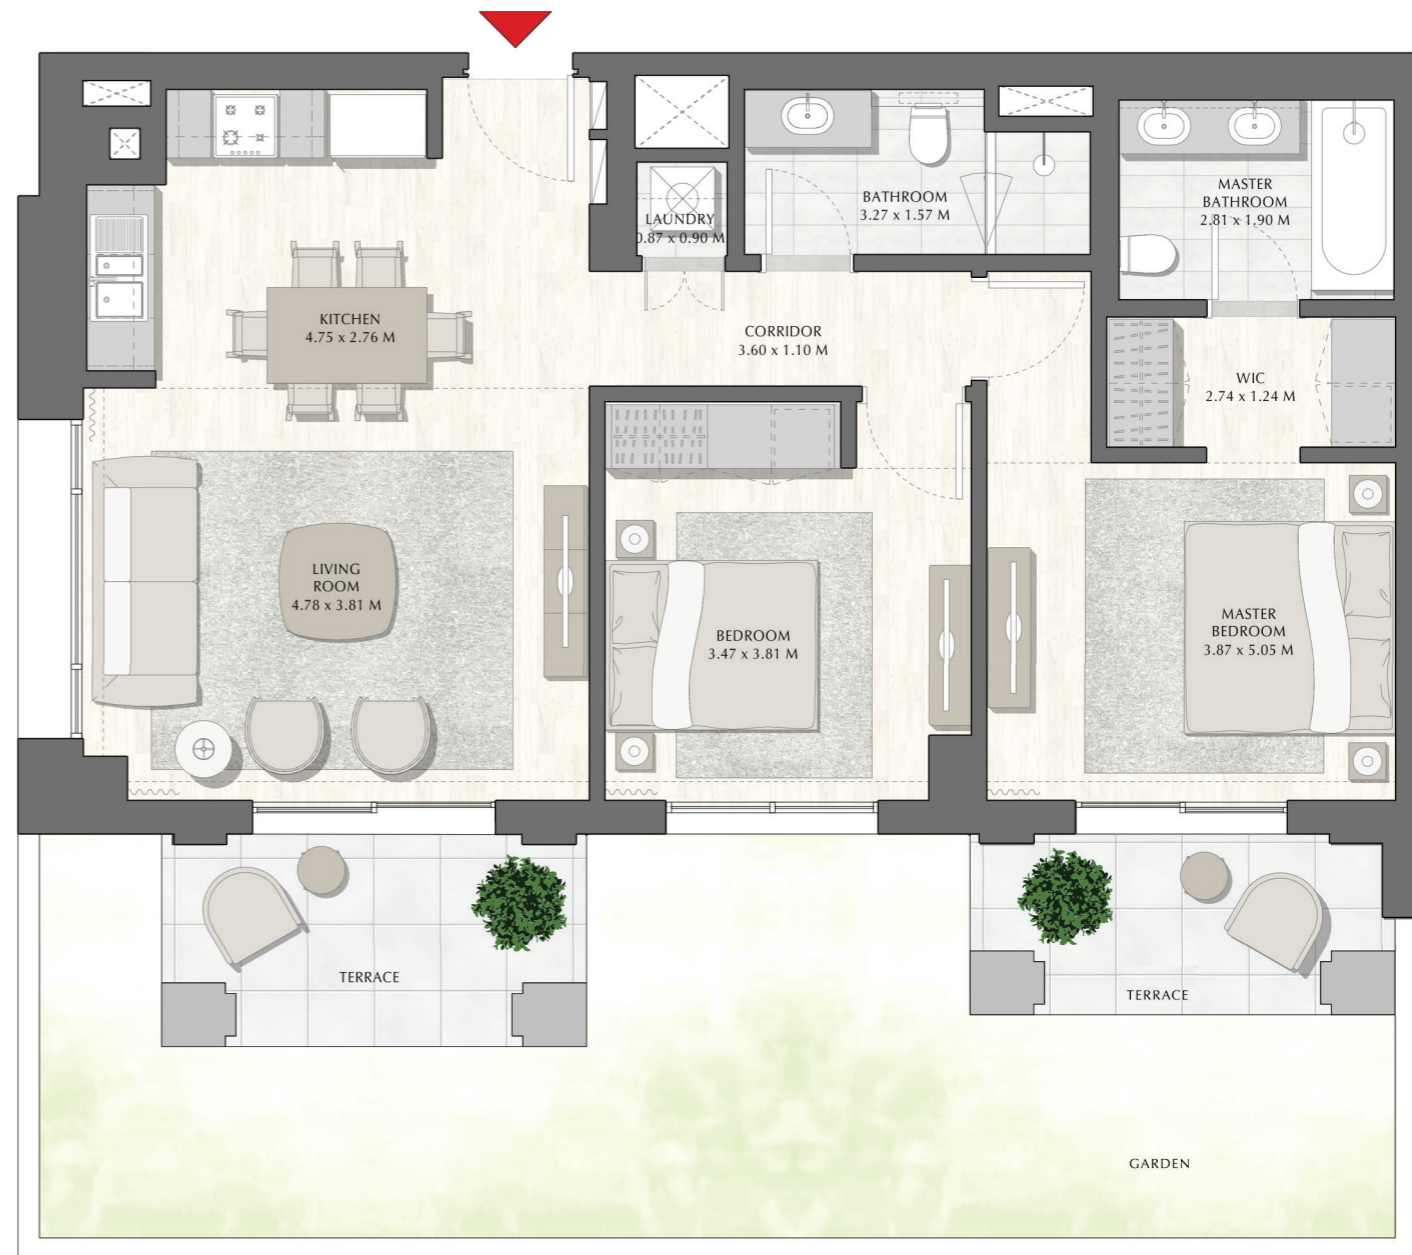 BATHROOM
3.27 x 1.57 M
MASTER
BATHROOM
2.81 x 1.90 M
LAUNDRY
0.87 x 0.90 M
KITCHEN
4.75 x 2.76 M
CORRIDOR
3.60 x 1.10 M
WIC
2.74 x 1.24 M
LIVING
ROOM
4.78 x 3.81 M
BEDROOM
3.47 x 3.81 M
MASTER
BEDROOM
3.87 x 5.05 M
TERRACE
TERRACE
GARDEN